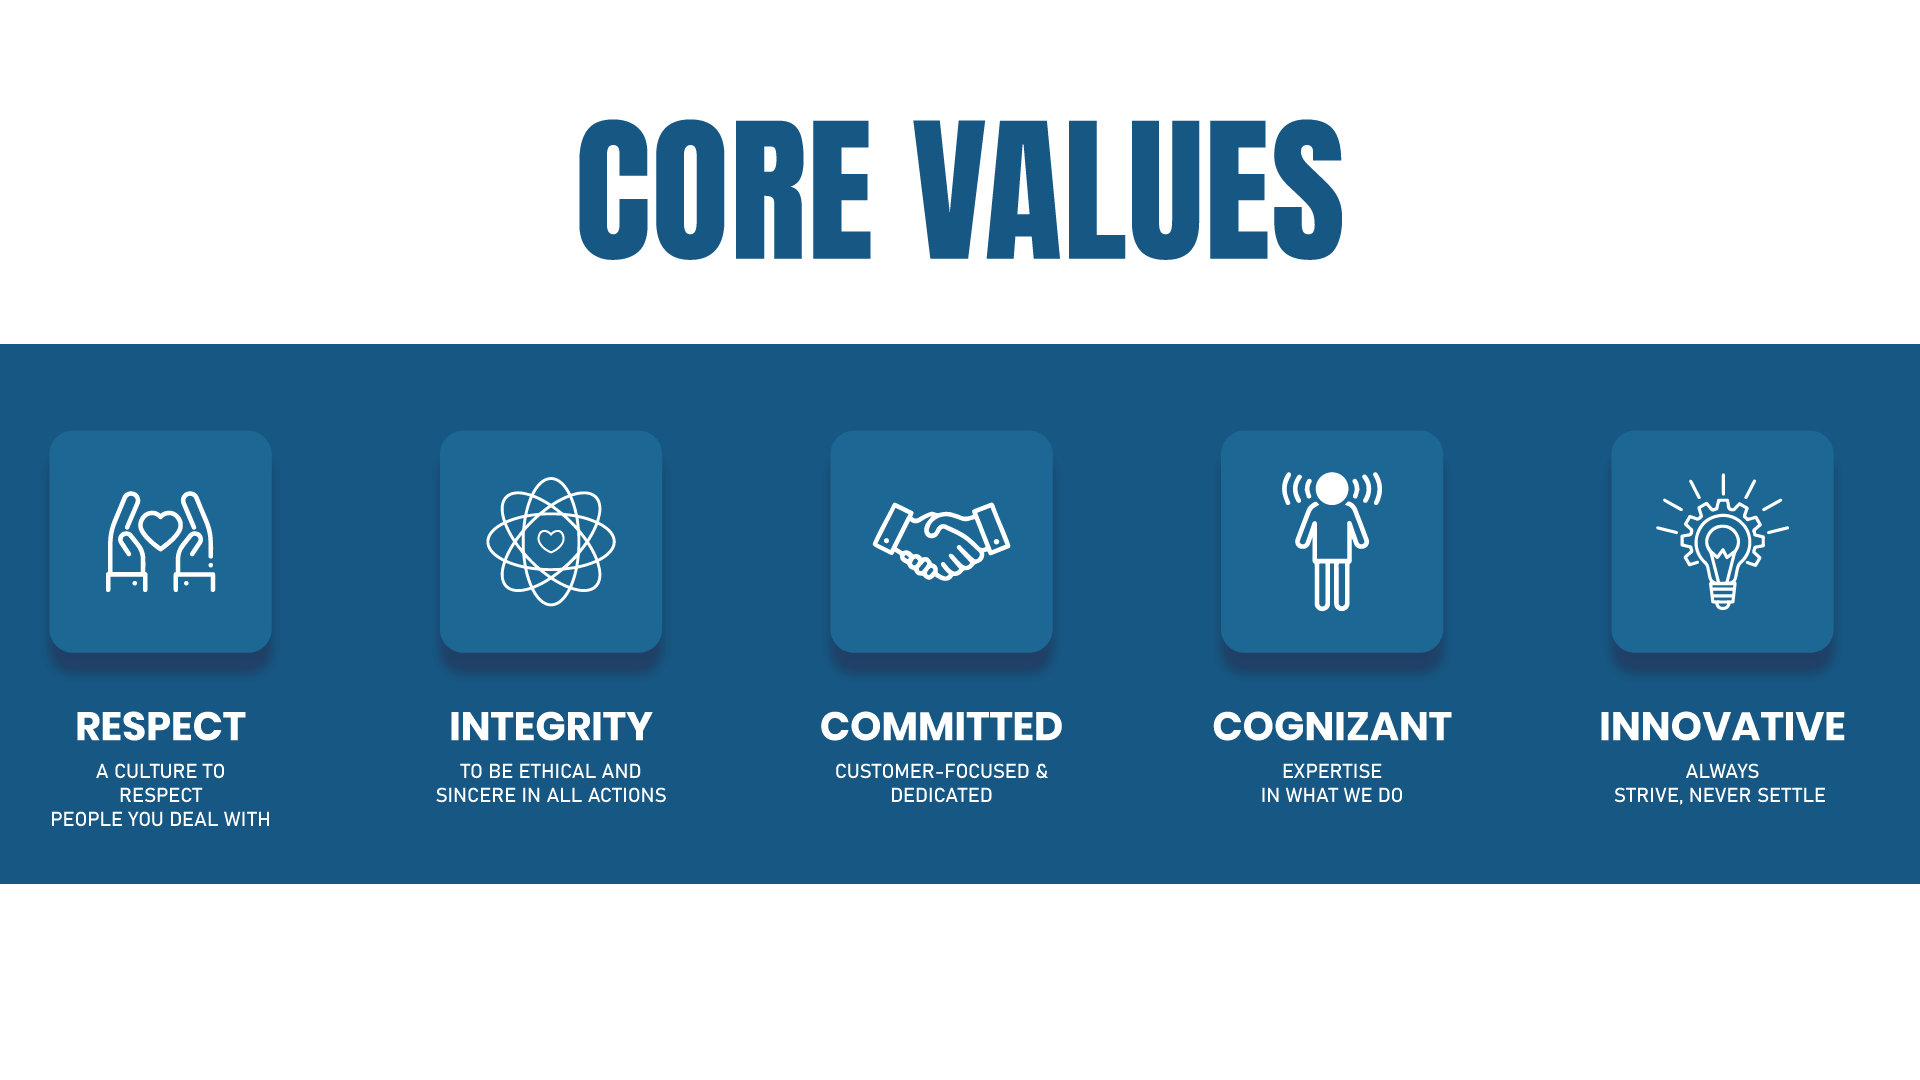 CORE VALUES
RESPECT
A CULTURE TO
RESPECT
PEOPLE YOU DEAL WITH
INTEGRITY
TO BE ETHICAL AND
SINCERE IN ALL ACTIONS
COMMITTED
CUSTOMER-FOCUSED &
DEDICATED
COGNIZANT
EXPERTISE
IN WHAT WE DO
INNOVATIVE
ALWAYS
STRIVE, NEVER SETTLE